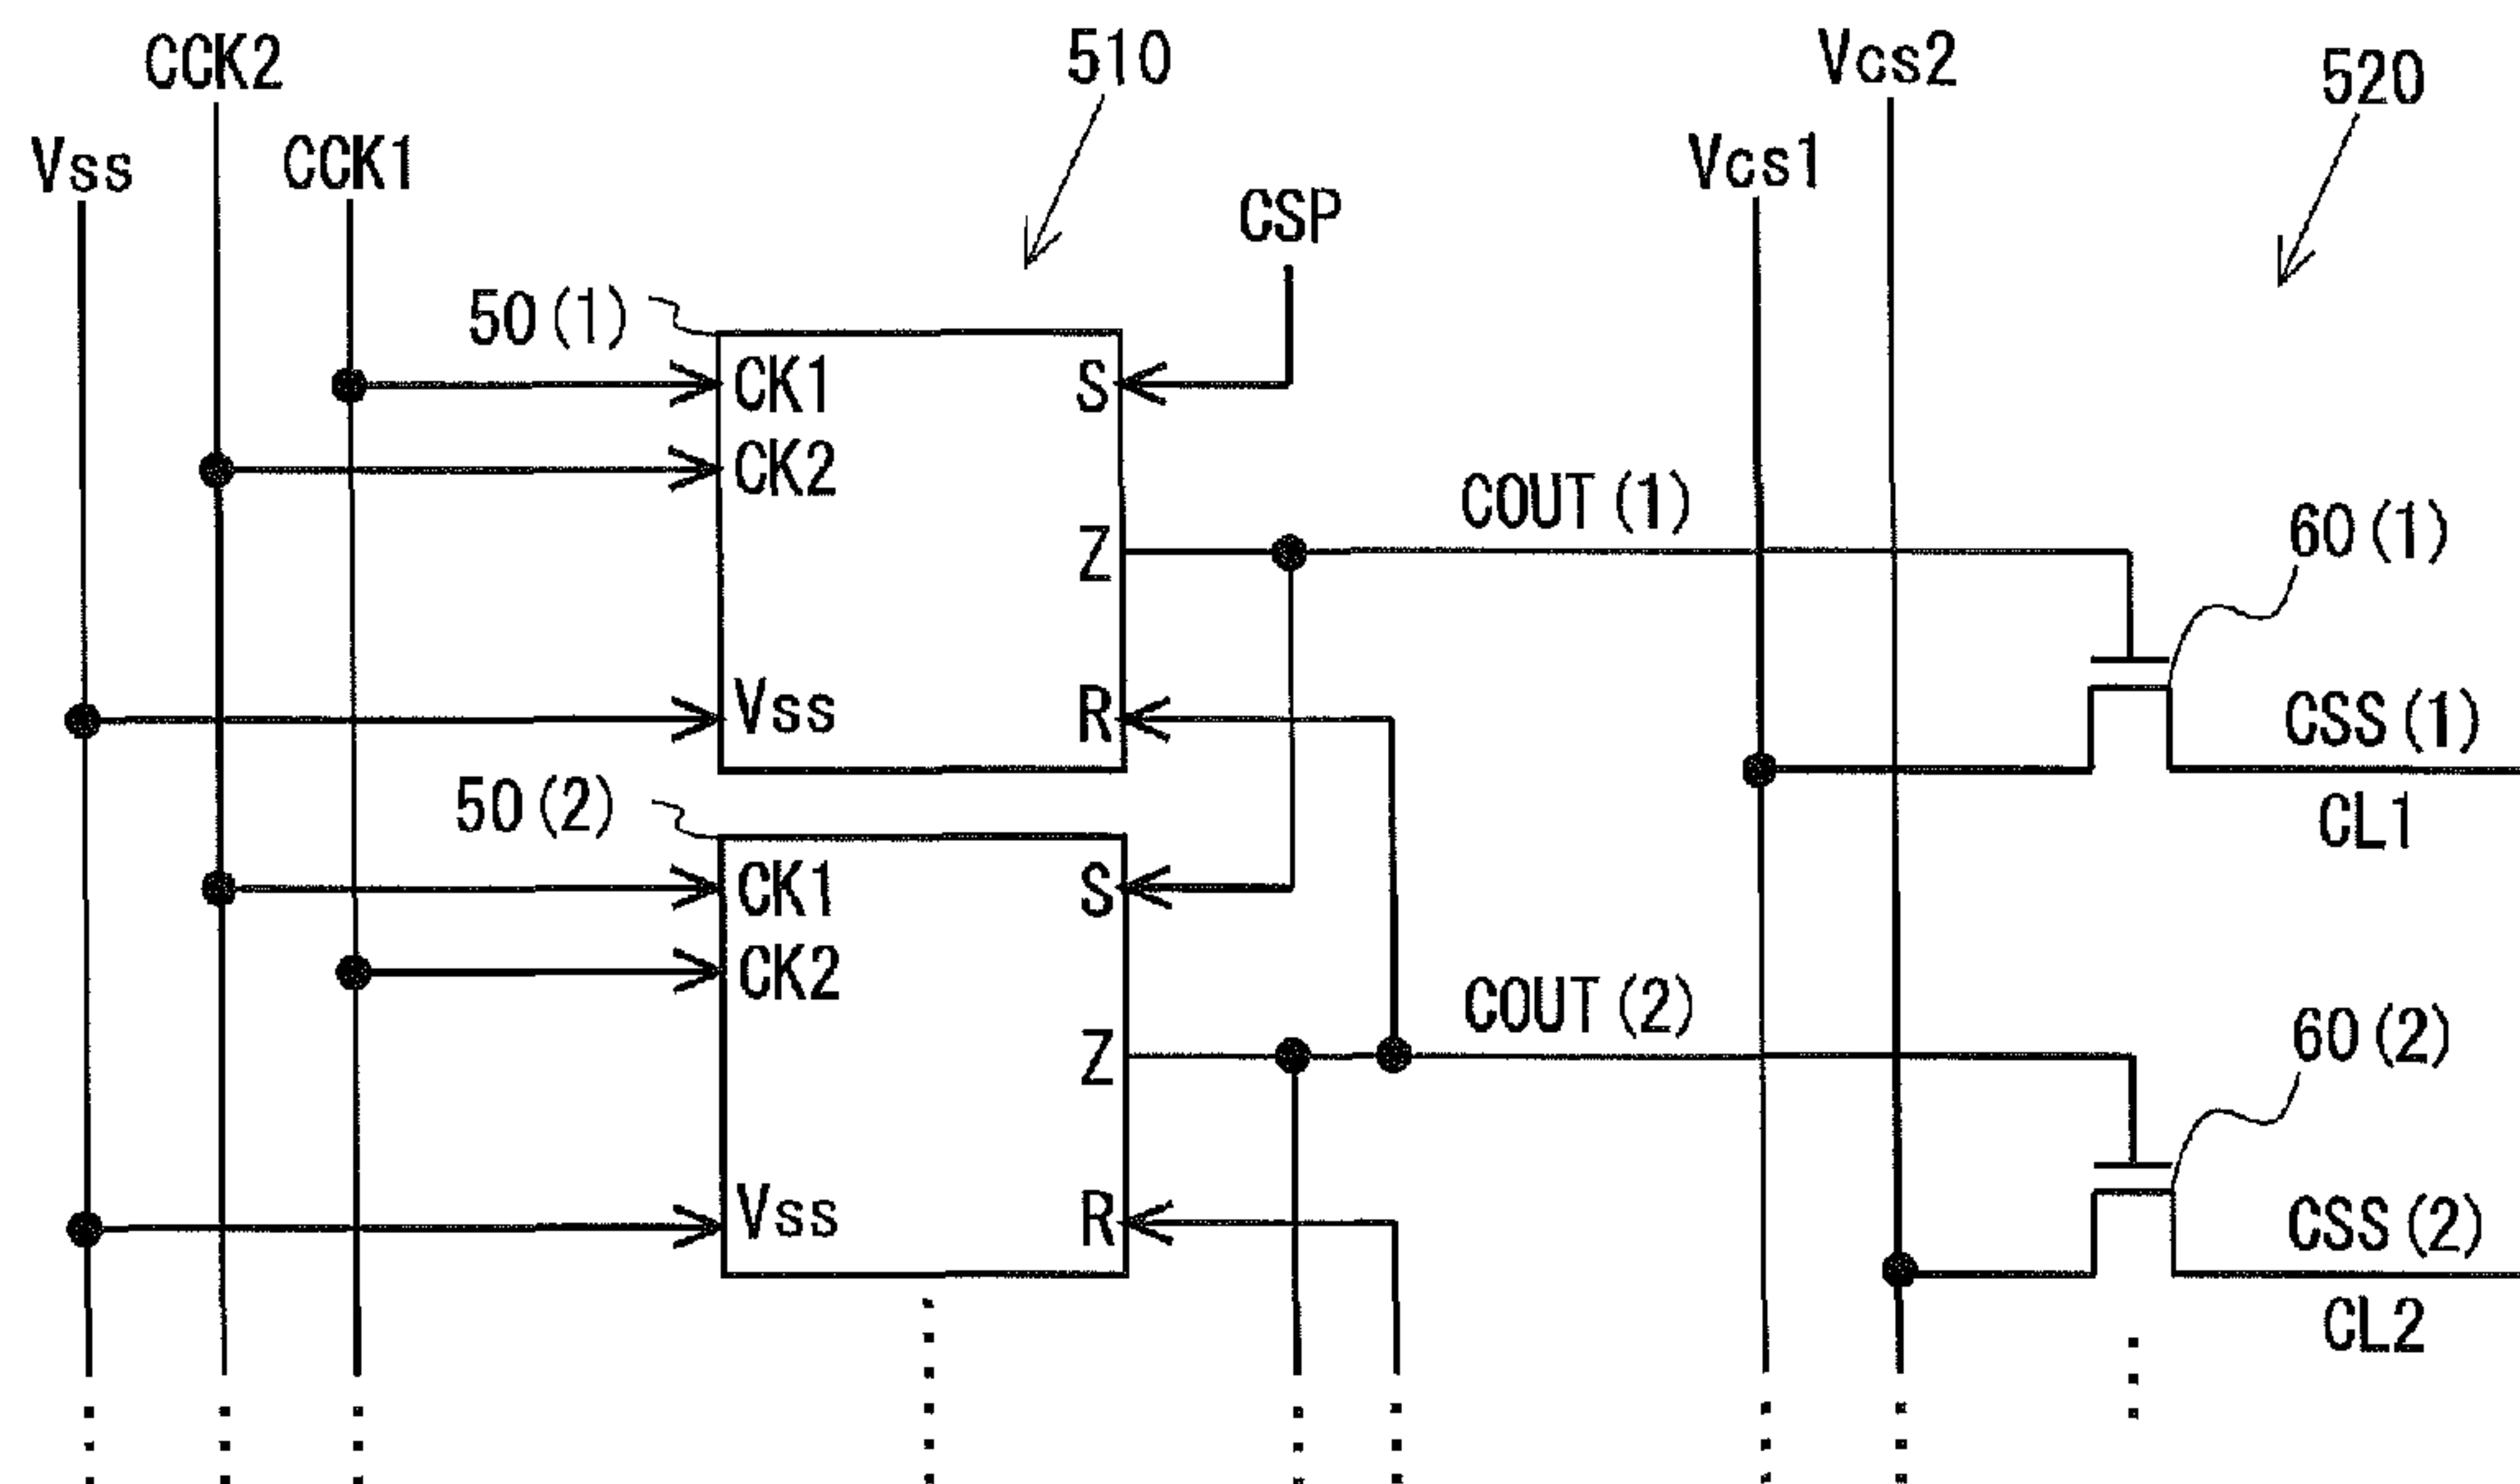 CCK2
510
Vcs2
520
Vss
CCK1
Vcs1
CSP
50(1)
CK1
S
CK2
COUT(1)
60(1)
Z
Vss
R
CSS(1)
50(2)
CL1
CK1
S
CK2
COUT(2)
60(2)
Z
Vss
R
CSS(2)
CL2